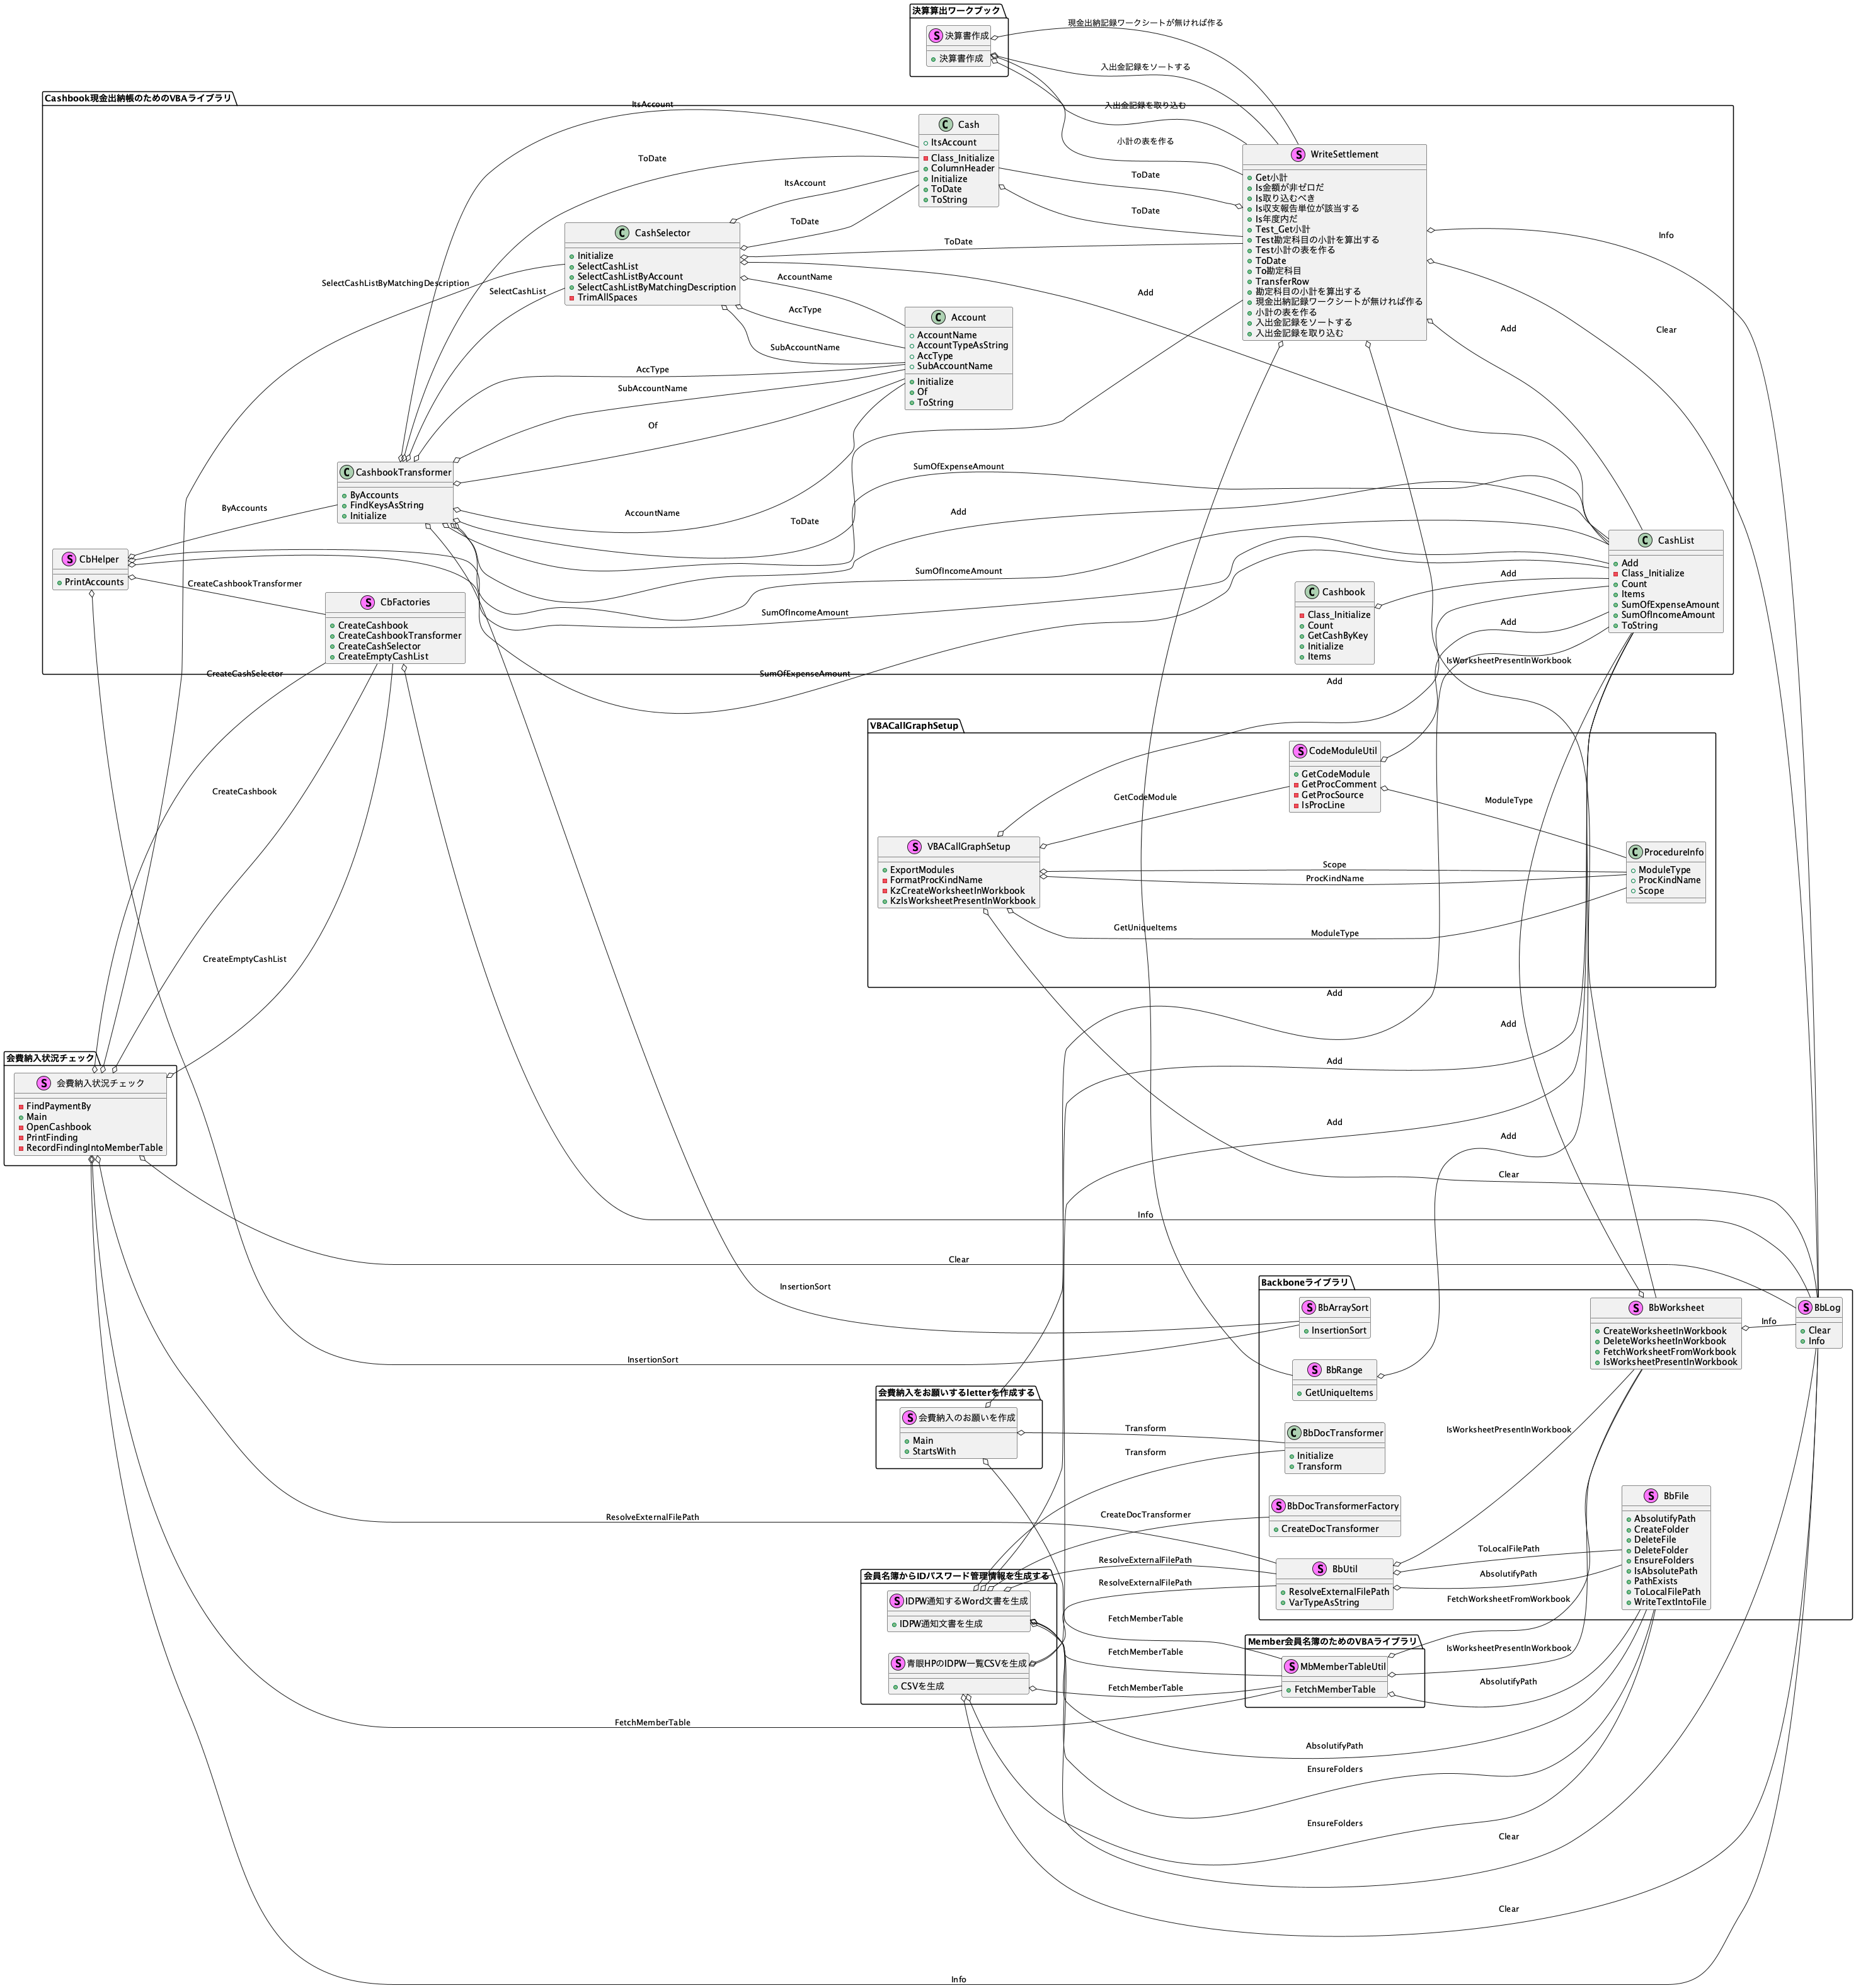 決算算出ワークブック
S 決算書作成
決算書作成
現金出納記録ワークシートが無ければ作る
入出金記録をソートする
入出金記録を取り込む
小計の表を作る
Cashbook現金出納帳のためのVBAライブラリ
ItsAccount
ToDate
C Cash
ItsAccount
Class_Initialize
ColumnHeader
Initialize
ToDate
ToString
S WriteSettlement
Get小計
Is金額が非ゼロだ
Is取り込むべき
Is収支報告単位が該当する
Is年度内だ
Test_Get小計
Test勘定科目の小計を算出する
Test小計の表を作る
ToDate
To勘定科目
TransferRow
勘定科目の小計を算出する
現金出納記録ワークシートが無ければ作る
小計の表を作る
入出金記録をソートする
入出金記録を取り込む
ToDate
ToDate
ItsAccount
ToDate
ToDate
Info
C CashSelector
Initialize
SelectCashList
SelectCashListByAccount
SelectCashListByMatchingDescription
TrimAllSpaces
SelectCashListByMatchingDescription
SelectCashList
AccountName
AccType
SubAccountName
Add
Add
Clear
C Account
AccountName
AccountTypeAsString
AccType
SubAccountName
Initialize
Of
ToString
AccType
SubAccountName
Of
AccountName
ToDate
SumOfExpenseAmount
Add
C CashbookTransformer
ByAccounts
FindKeysAsString
Initialize
ByAccounts
S CbHelper
PrintAccounts
CreateCashbookTransformer
S CbFactories
CreateCashbook
CreateCashbookTransformer
CreateCashSelector
CreateEmptyCashList
SumOfIncomeAmount
SumOfIncomeAmount
SumOfExpenseAmount
C Cashbook
Class_Initialize
Count
GetCashByKey
Initialize
Items
Add
Add
C CashList
Add
Class_Initialize
Count
Items
SumOfExpenseAmount
SumOfIncomeAmount
ToString
IsWorksheetPresentInWorkbook
CreateCashSelector
CreateCashbook
CreateEmptyCashList
Add
VBACallGraphSetup
S CodeModuleUtil
GetCodeModule
GetProcComment
GetProcSource
IsProcLine
GetCodeModule
ModuleType
S VBACallGraphSetup
ExportModules
FormatProcKindName
KzCreateWorksheetInWorkbook
KzIsWorksheetPresentInWorkbook
Scope
ProcKindName
GetUniqueItems
ModuleType
C ProcedureInfo
ModuleType
ProcKindName
Scope
Add
Add
Add
Add
Add
Clear
Info
Clear
会費納入状況チェック
S 会費納入状況チェック
FindPaymentBy
Main
OpenCashbook
PrintFinding
RecordFindingIntoMemberTable
InsertionSort
InsertionSort
Backboneライブラリ
S BbArraySort
InsertionSort
S BbWorksheet
CreateWorksheetInWorkbook
DeleteWorksheetInWorkbook
FetchWorksheetFromWorkbook
IsWorksheetPresentInWorkbook
Info
S BbLog
Clear
Info
S BbRange
GetUniqueItems
会費納入をお願いするletterを作成する
S 会費納入のお願いを作成
Main
StartsWith
Transform
Transform
C BbDocTransformer
Initialize
Transform
IsWorksheetPresentInWorkbook
S BbDocTransformerFactory
CreateDocTransformer
CreateDocTransformer
S BbFile
AbsolutifyPath
CreateFolder
DeleteFile
DeleteFolder
EnsureFolders
IsAbsolutePath
PathExists
ToLocalFilePath
WriteTextIntoFile
ResolveExternalFilePath
ResolveExternalFilePath
ResolveExternalFilePath
S BbUtil
ResolveExternalFilePath
VarTypeAsString
ToLocalFilePath
AbsolutifyPath
FetchWorksheetFromWorkbook
会員名簿からIDパスワード管理情報を生成する
S IDPW通知するWord文書を生成
IDPW通知文書を生成
S 青眼HPのIDPW一覧CSVを生成
CSVを生成
FetchMemberTable
FetchMemberTable
FetchMemberTable
FetchMemberTable
Member会員名簿のためのVBAライブラリ
S MbMemberTableUtil
FetchMemberTable
IsWorksheetPresentInWorkbook
AbsolutifyPath
AbsolutifyPath
EnsureFolders
EnsureFolders
Clear
Clear
Info